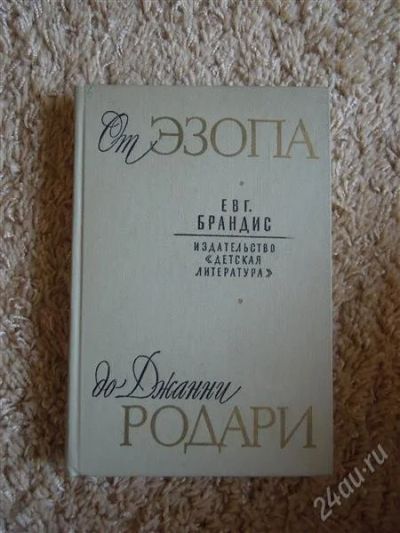 От ЭЗОПА
ЕВГ.
БРАНДИС
ИЗДАТЕЛЬСТВО
«ДЕТСКАЯ
ЛИТЕРАТУРА»
до Джанни
РОДАРИ
24au.ru